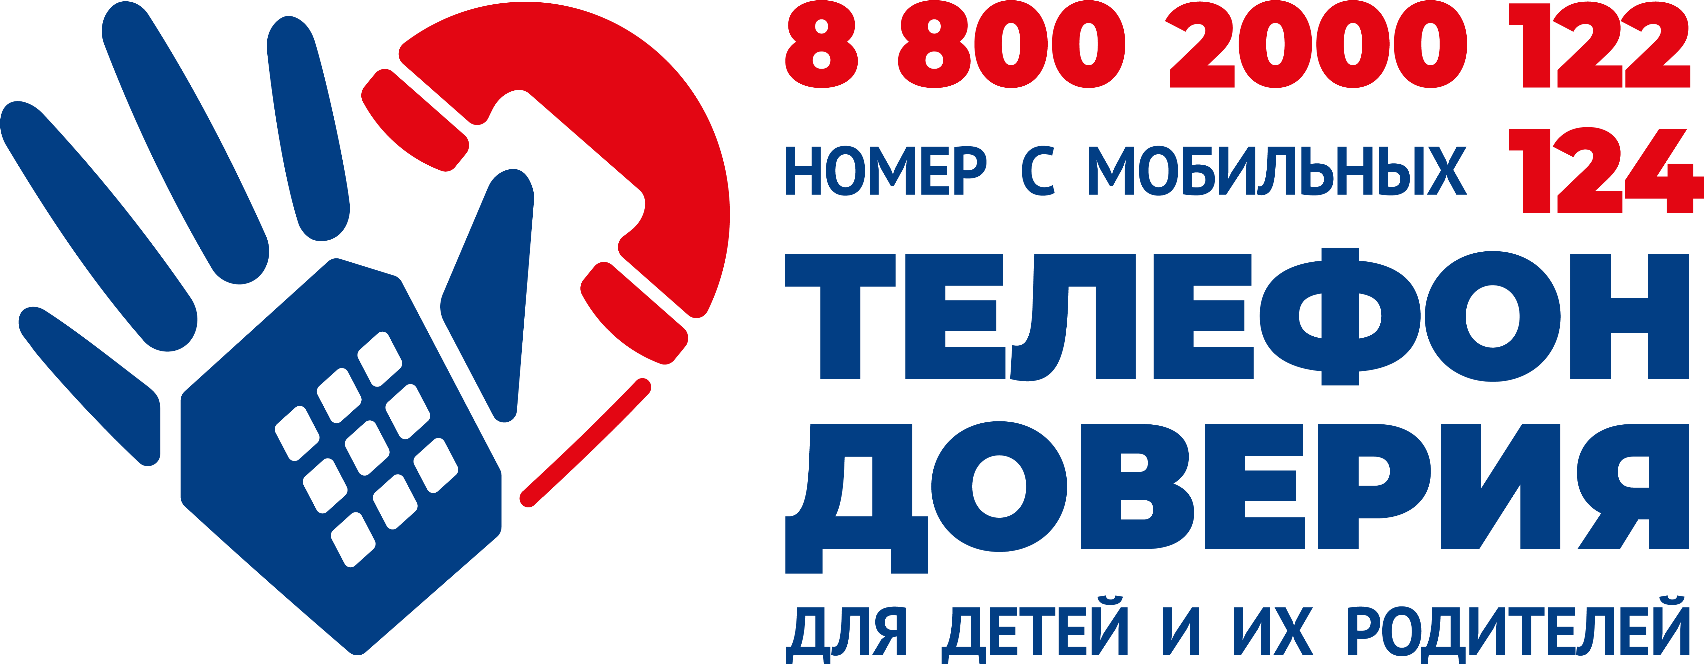 8 800 2000 122
НОМЕР С МОБИЛЬНЫХ 124
ТЕЛЕФОН
ДОВЕРИЯ
ДЛЯ ДЕТЕЙ И ИХ РОДИТЕЛЕЙ